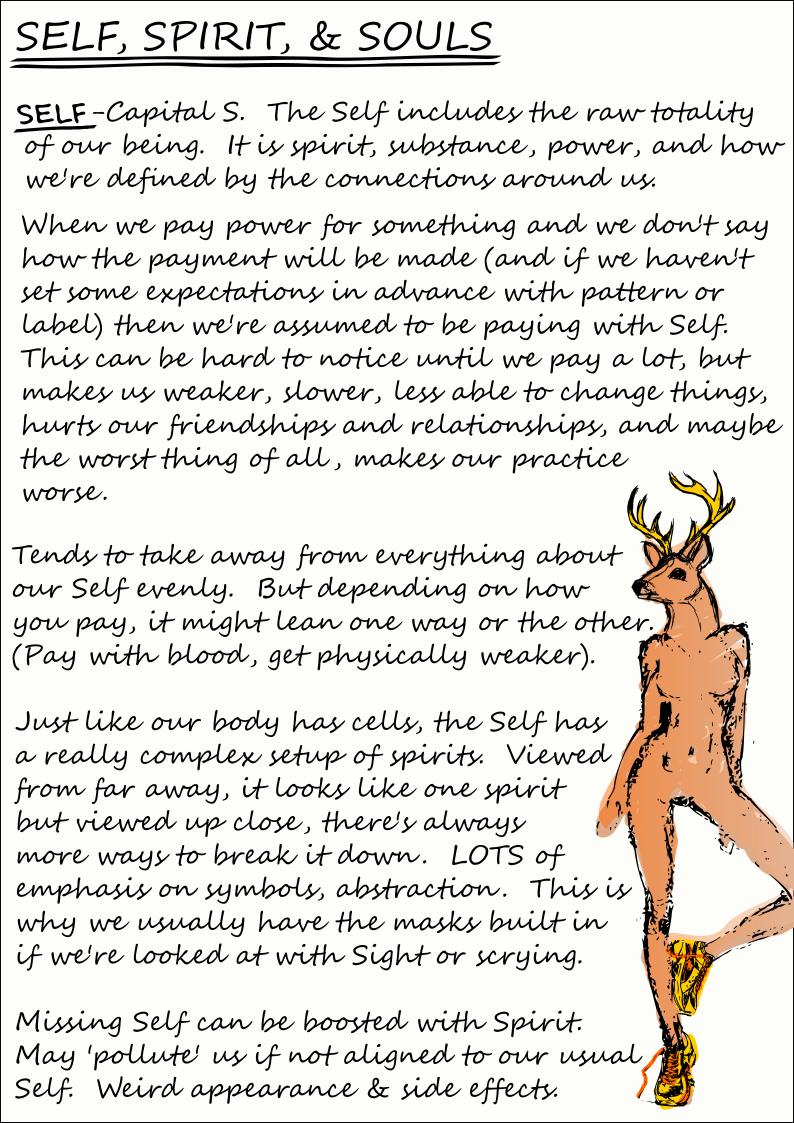 SELF, SPIRIT, & SOULS
SELF-Capital S. The Self includes the raw totality
of our being. It is spirit, substance, power, and how
we're defined by the connections around us.
When we pay power for something and we don't say
how the payment will be made (and if we haven't
set some expectations in advance with pattern or
label) then we're assumed to be paying with Self.
This can be hard to notice until we pay a lot, but
makes us weaker, slower, less able to change things,
hurts our friendships and relationships, and maybe
the worst thing of all, makes our practice
worse.
Tends to take away from everything about
our Self evenly. But depending on how
you pay, it might lean one way or the other.
(Pay with blood, get physically weaker).
Just like our body has cells, the Self has
a really complex setup of spirits. Viewed
from far away, it looks like one spirit
but viewed up close, there's always
more ways to break it down. LOTS of
emphasis on symbols, abstraction. This is
why we usually have the masks built in
if we're looked at with Sight or scrying.
Missing Self can be boosted with Spirit.
May 'pollute' us if not aligned to our usual
Self. Weird appearance & side effects.